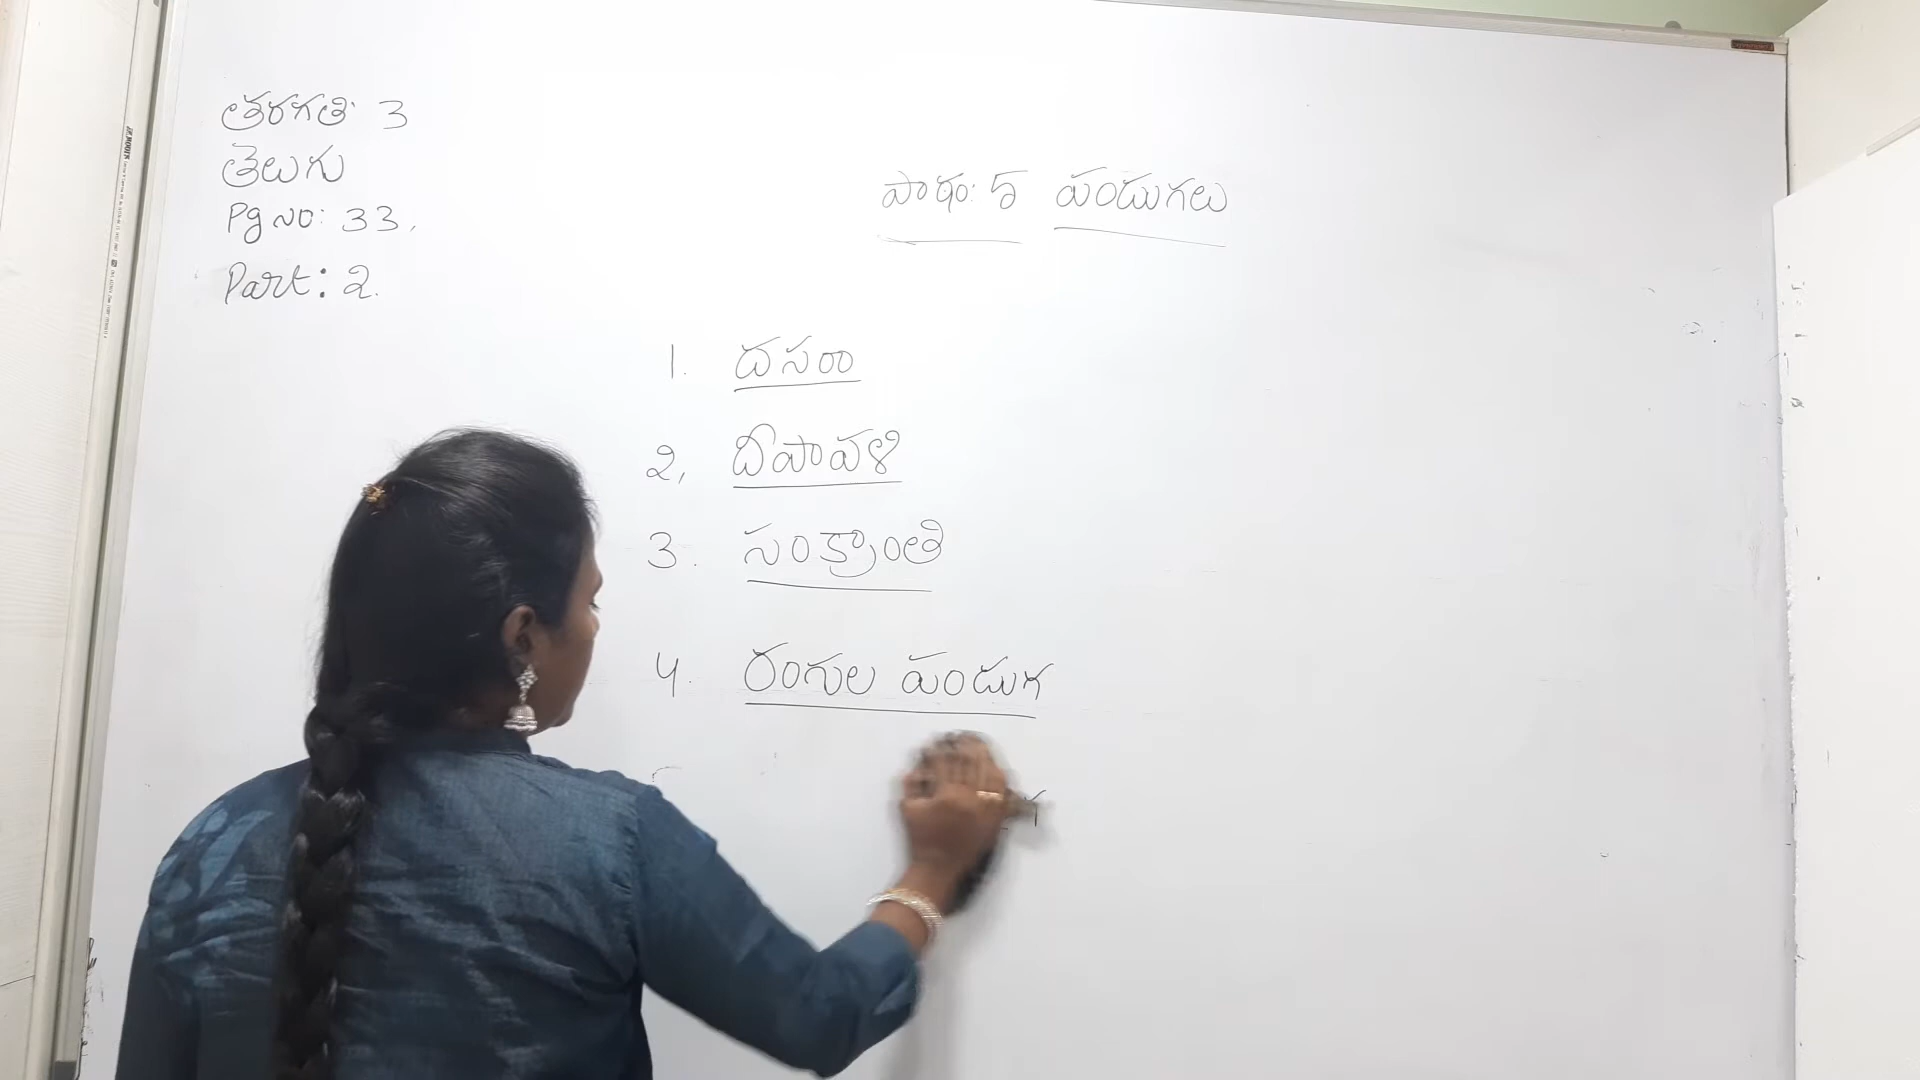 తరగతి: 3
తెలుగు
Pg no: 33.
Part: 2.
పాఠం: 5 పండుగలు
1. దసరా
2, దీపావళి
3. సంక్రాంతి
4. రంగుల పండుగ